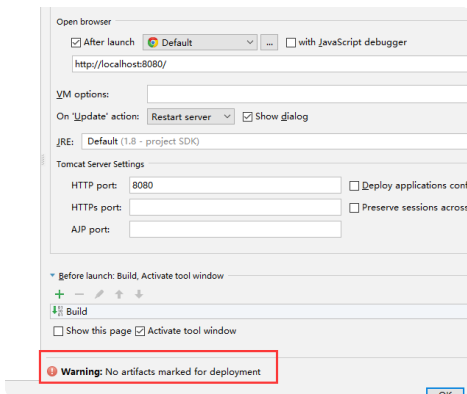 Open browser
After launch Default ... with JavaScript debugger
http://localhost:8080/
VM options:
On 'Update' action: Restart server Show dialog
JRE: Default (1.8 - project SDK)
Tomcat Server Settings
HTTP port: 8080 Deploy applications conf
HTTPs port: Preserve sessions across
AJP port:
Before launch: Build, Activate tool window
Build
Show this page Activate tool window
Warning: No artifacts marked for deployment
OK